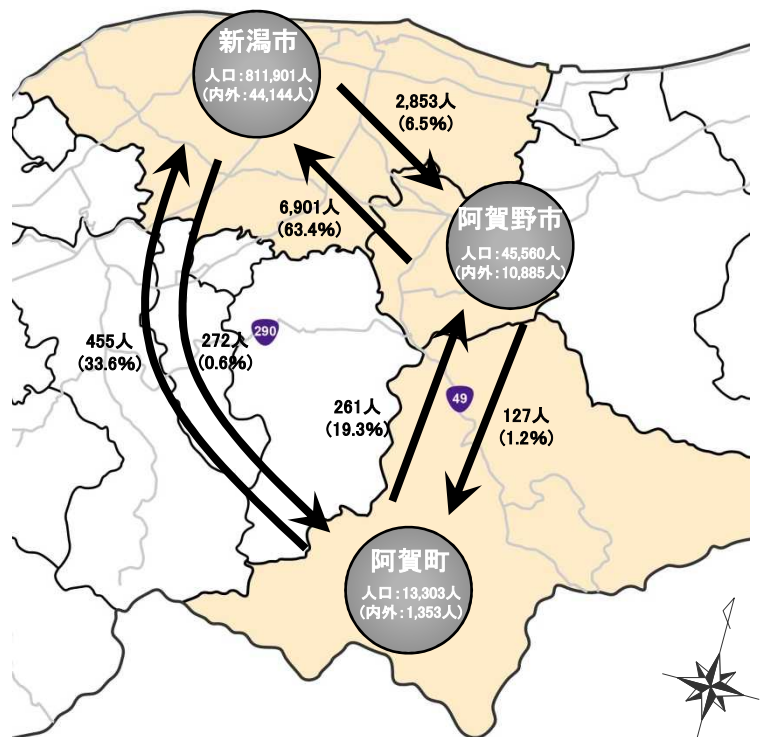 新潟市
人口：811,901人
（内外：44,144人）
2,853人
（6.5%）
6,901人
（63.4%）
阿賀野市
人口：45,560人
（内外：10,885人）
455人
（33.6%）
272人
（0.6%）
290
261人
（19.3%）
49
127人
（1.2%）
阿賀町
人口：13,303人
（内外：1,353人）